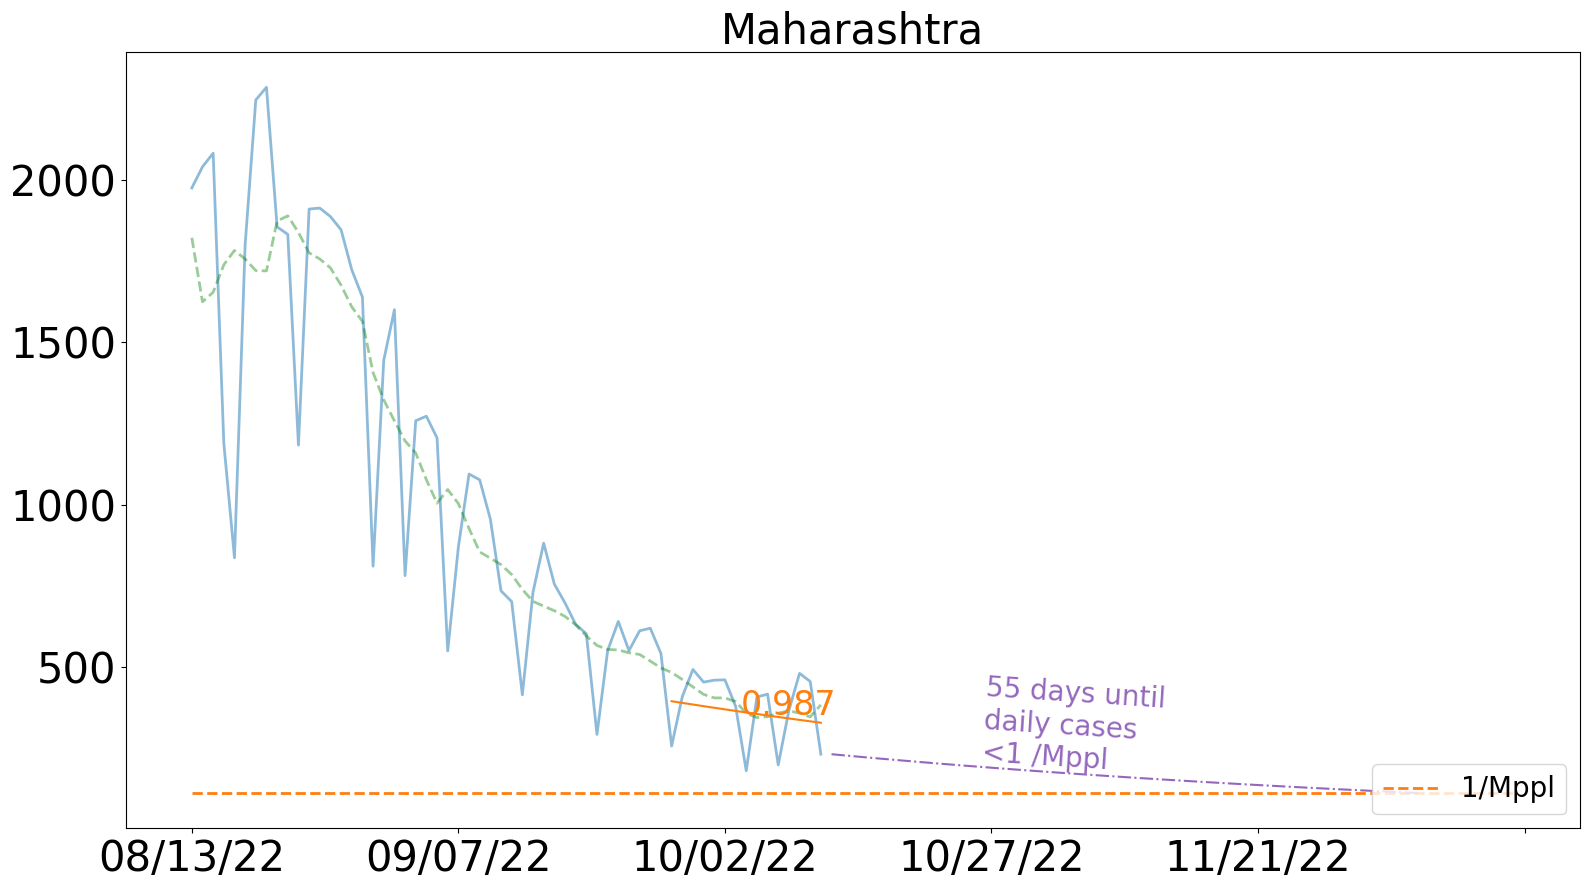 Maharashtra
2000
1500
1000
500
0.987
55 days until
daily cases
<1 /Mppl
1/Mppl
08/13/22
09/07/22
10/02/22
10/27/22
11/21/22